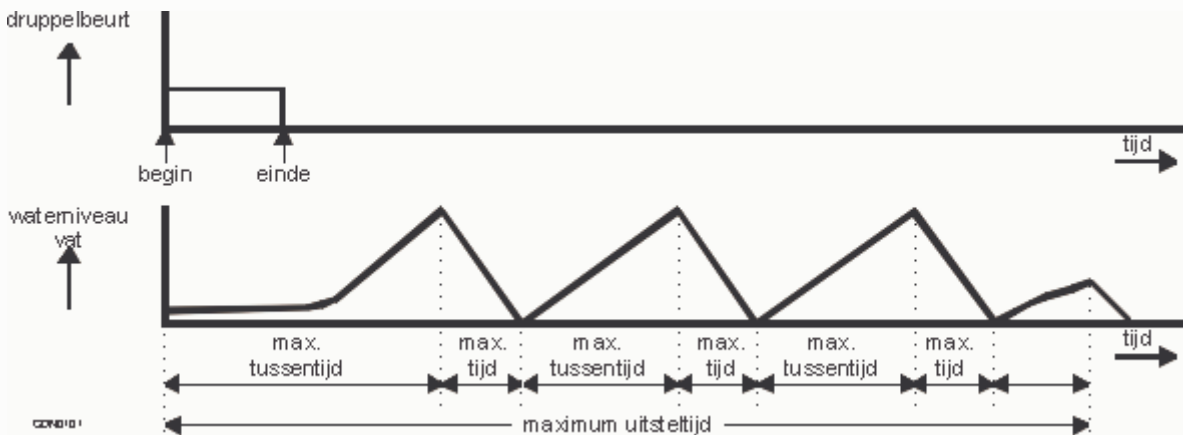 druppelbeurt
tijd
begin einde
waterniveau
vat
tijd
max. max. max. max. max. max.
tussentijd tijd tussentijd tijd tussentijd tijd
maximum uitsteltijd